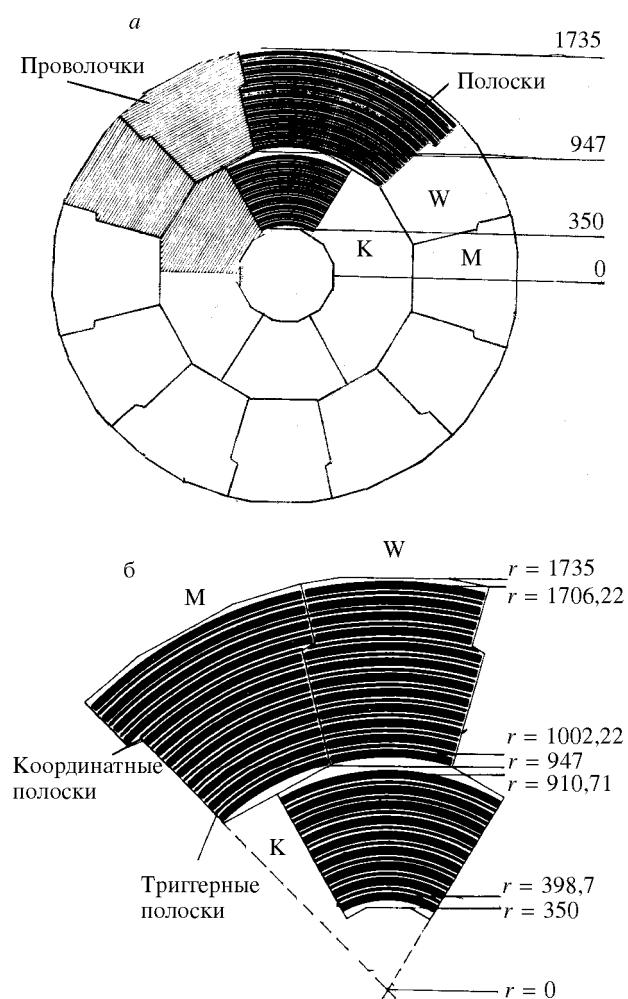 а
1735
Проволочки
Полоски
947
W
350
K
M
0
б
W
r = 1735
M
r = 1706,22
r = 1002,22
Координатные
полоски
r = 947
r = 910,71
K
Триггерные
полоски
r = 398,7
r = 350
r = 0